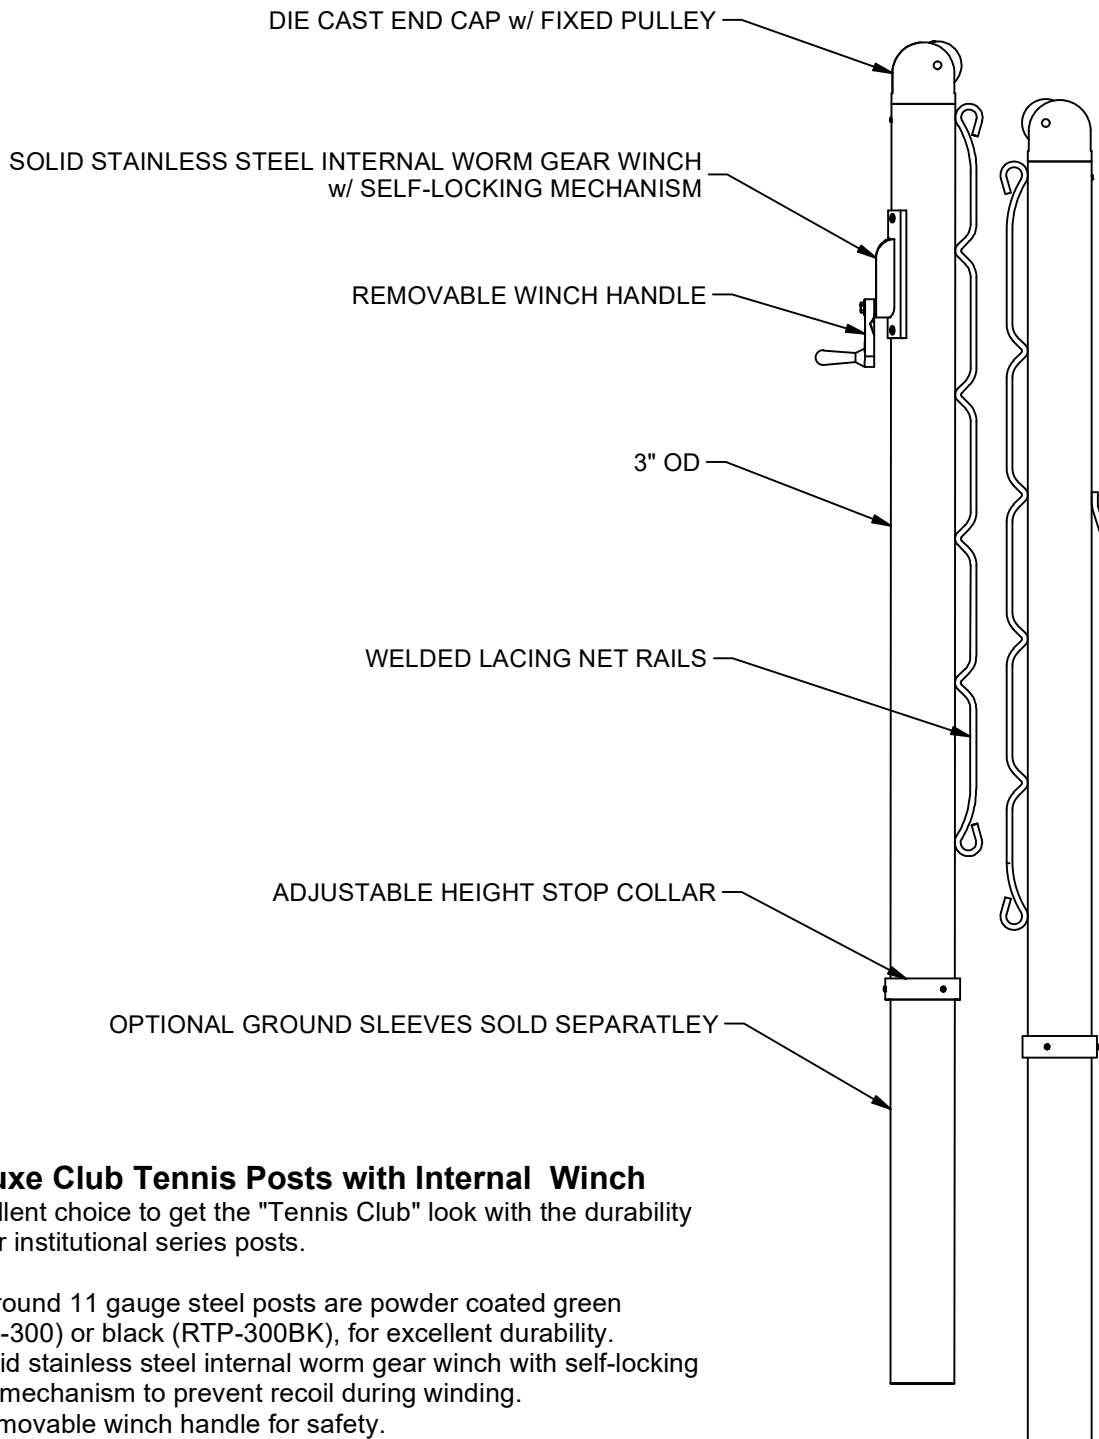 DIE CAST END CAP w/ FIXED PULLEY
SOLID STAINLESS STEEL INTERNAL WORM GEAR WINCH
w/ SELF-LOCKING MECHANISM
REMOVABLE WINCH HANDLE
3" OD
WELDED LACING NET RAILS
ADJUSTABLE HEIGHT STOP COLLAR
OPTIONAL GROUND SLEEVES SOLD SEPARATLEY
Club Tennis Posts with Internal Winch
choice to get the "Tennis Club" look with the durability
institutional series posts.
round 11 gauge steel posts are powder coated green
-300) or black (RTP-300BK), for excellent durability.
stainless steel internal worm gear winch with self-locking
mechanism to prevent recoil during winding.
winch handle for safety.